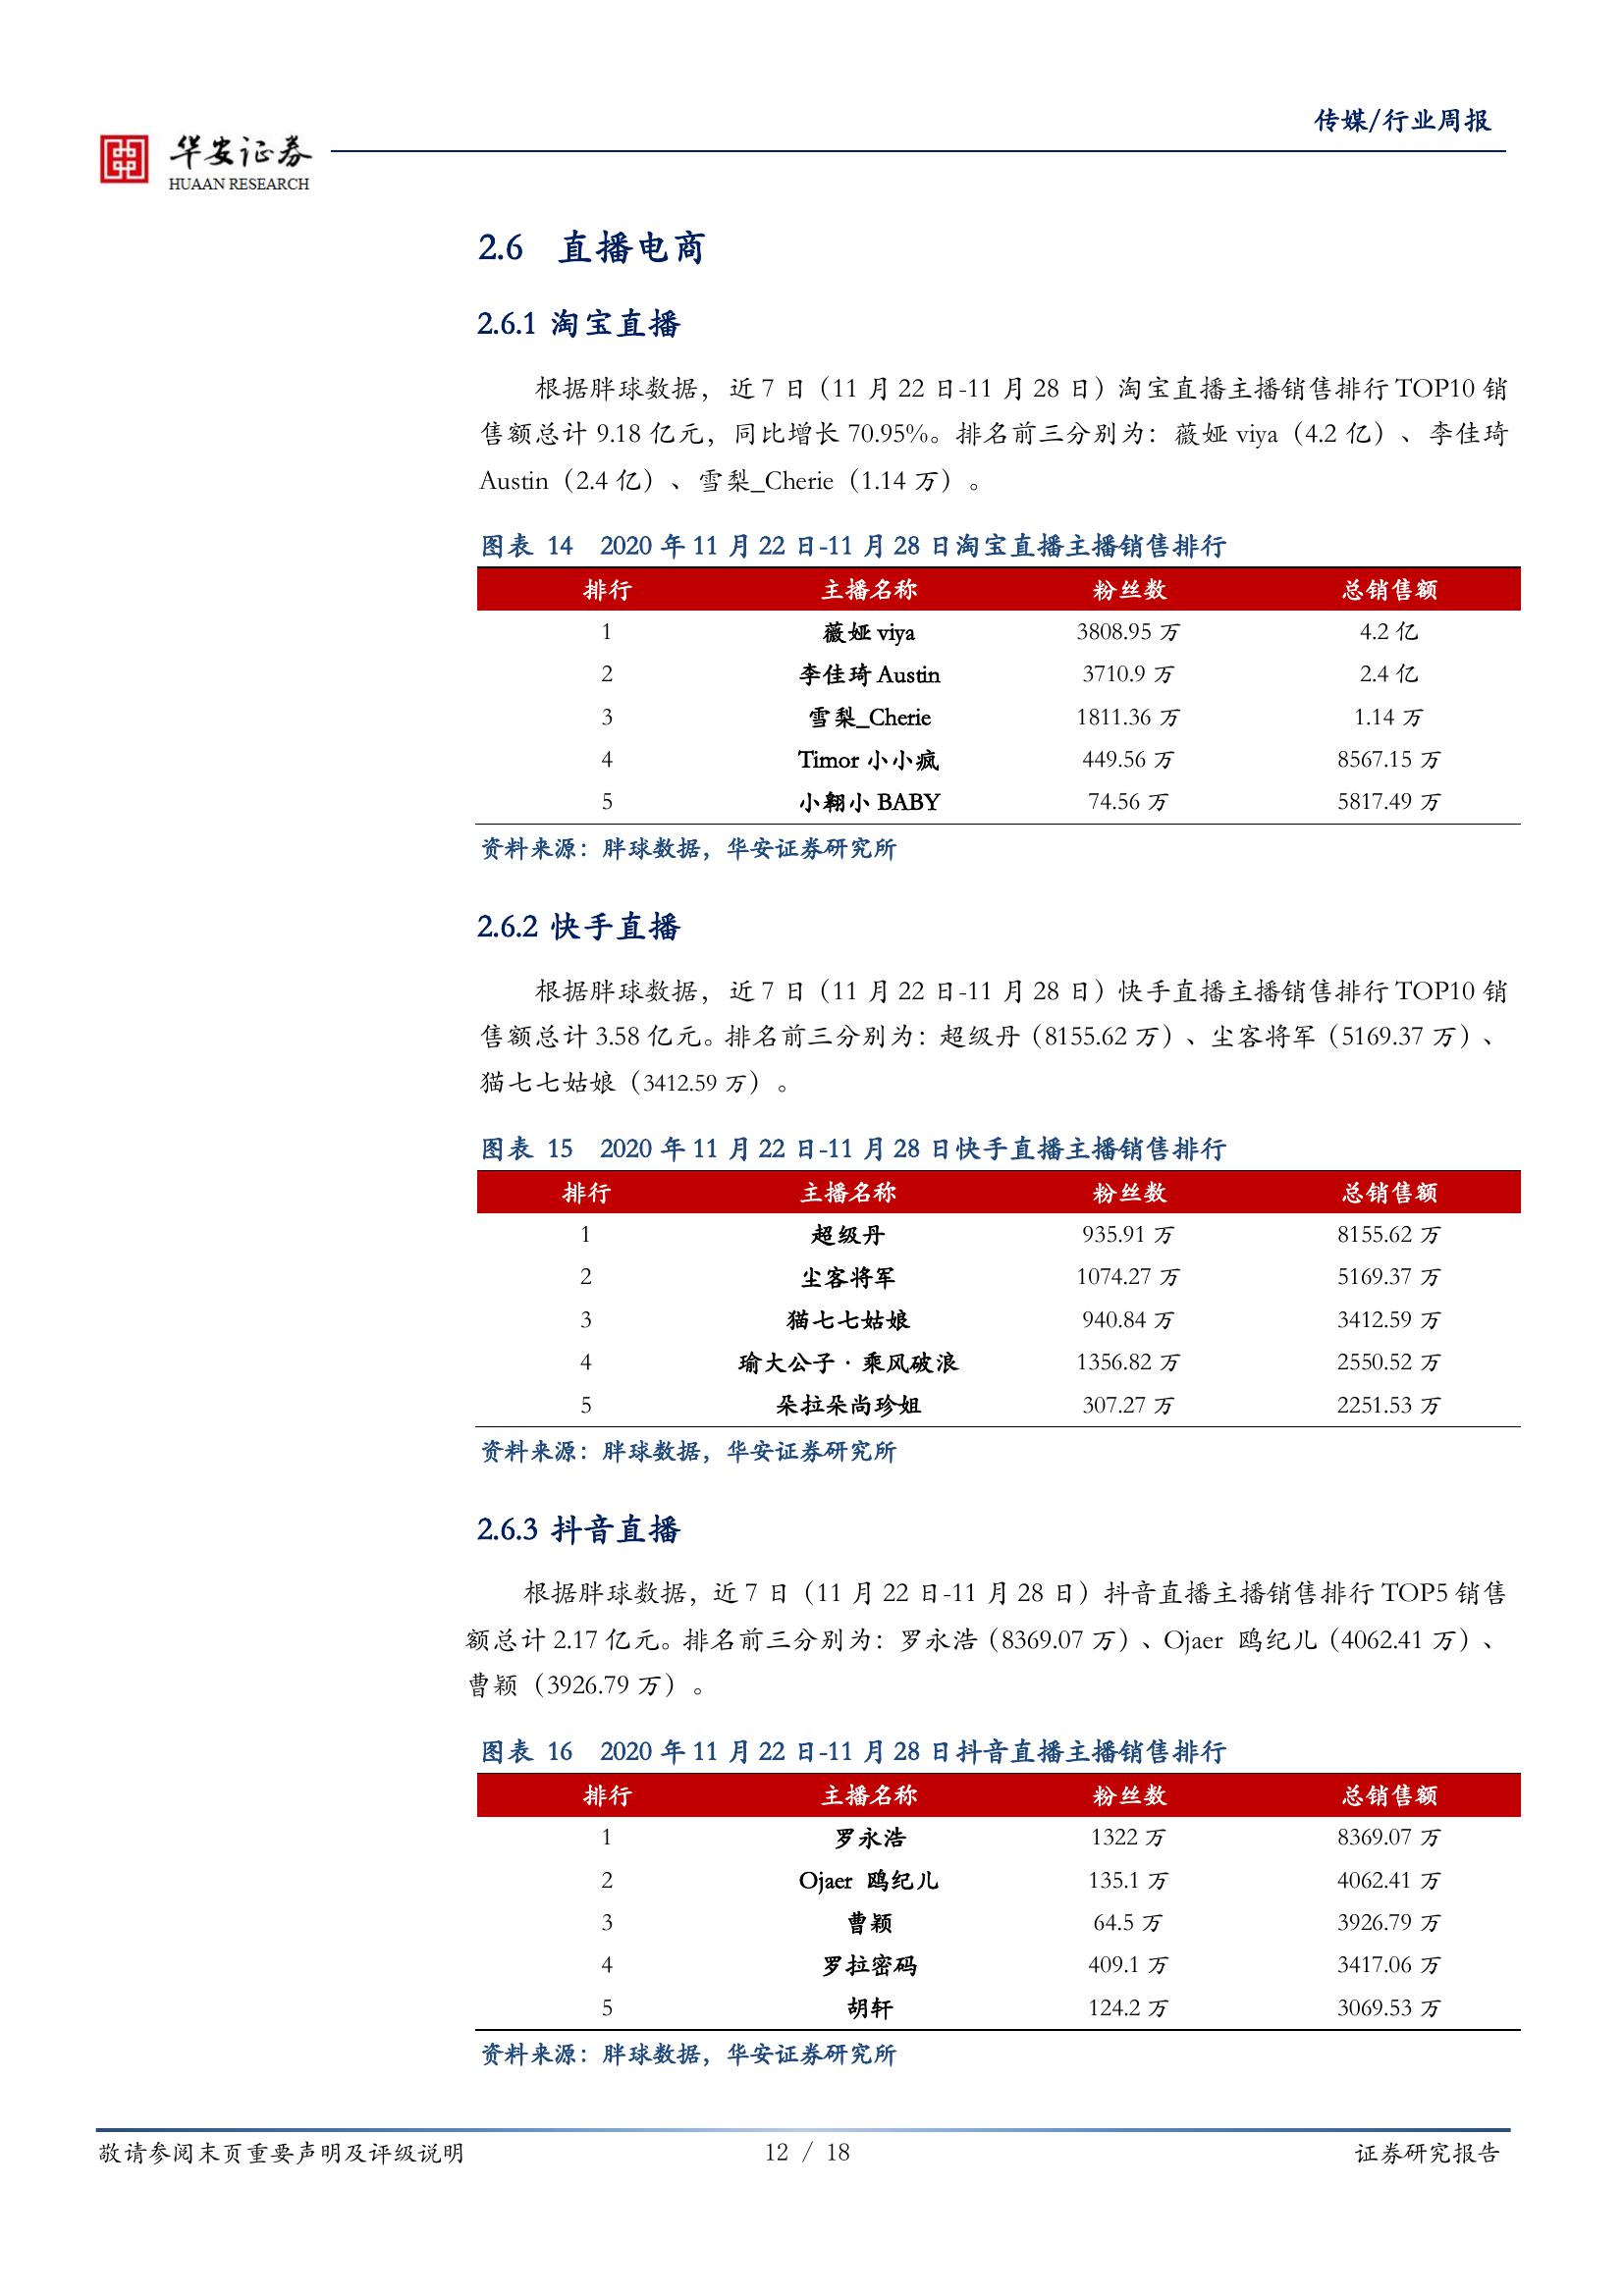 传媒/行业周报
华安证券
HUAAN RESEARCH
2.6 直播电商
2.6.1 淘宝直播
根据胖球数据，近 7 日（11 月 22 日-11 月 28 日）淘宝直播主播销售排行 TOP10 销
售额总计 9.18 亿元，同比增长 70.95%。排名前三分别为：薇娅 viya（4.2 亿）、李佳琦
Austin（2.4 亿）、雪梨_Cherie（1.14 万）。
图表 14 2020 年 11 月 22 日-11 月 28 日淘宝直播主播销售排行
排行 主播名称 粉丝数 总销售额
1 薇娅 viya 3808.95 万 4.2 亿
2 李佳琦 Austin 3710.9 万 2.4 亿
3 雪梨_Cherie 1811.36 万 1.14 万
4 Timor 小小疯 449.56 万 8567.15 万
5 小翱小 BABY 74.56 万 5817.49 万
资料来源：胖球数据，华安证券研究所
2.6.2 快手直播
根据胖球数据，近 7 日（11 月 22 日-11 月 28 日）快手直播主播销售排行 TOP10 销
售额总计 3.58 亿元。排名前三分别为：超级丹（8155.62 万）、尘客将军（5169.37 万）、
猫七七姑娘（3412.59 万）。
图表 15 2020 年 11 月 22 日-11 月 28 日快手直播主播销售排行
排行 主播名称 粉丝数 总销售额
1 超级丹 935.91 万 8155.62 万
2 尘客将军 1074.27 万 5169.37 万
3 猫七七姑娘 940.84 万 3412.59 万
4 瑜大公子·乘风破浪 1356.82 万 2550.52 万
5 朵拉朵尚珍姐 307.27 万 2251.53 万
资料来源：胖球数据，华安证券研究所
2.6.3 抖音直播
根据胖球数据，近 7 日（11 月 22 日-11 月 28 日）抖音直播主播销售排行 TOP5 销售
额总计 2.17 亿元。排名前三分别为：罗永浩（8369.07 万）、Ojaer 鸥纪儿（4062.41 万）、
曹颖（3926.79 万）。
图表 16 2020 年 11 月 22 日-11 月 28 日抖音直播主播销售排行
排行 主播名称 粉丝数 总销售额
1 罗永浩 1322 万 8369.07 万
2 Ojaer 鸥纪儿 135.1 万 4062.41 万
3 曹颖 64.5 万 3926.79 万
4 罗拉密码 409.1 万 3417.06 万
5 胡轩 124.2 万 3069.53 万
资料来源：胖球数据，华安证券研究所
敬请参阅末页重要声明及评级说明 12 / 18 证券研究报告